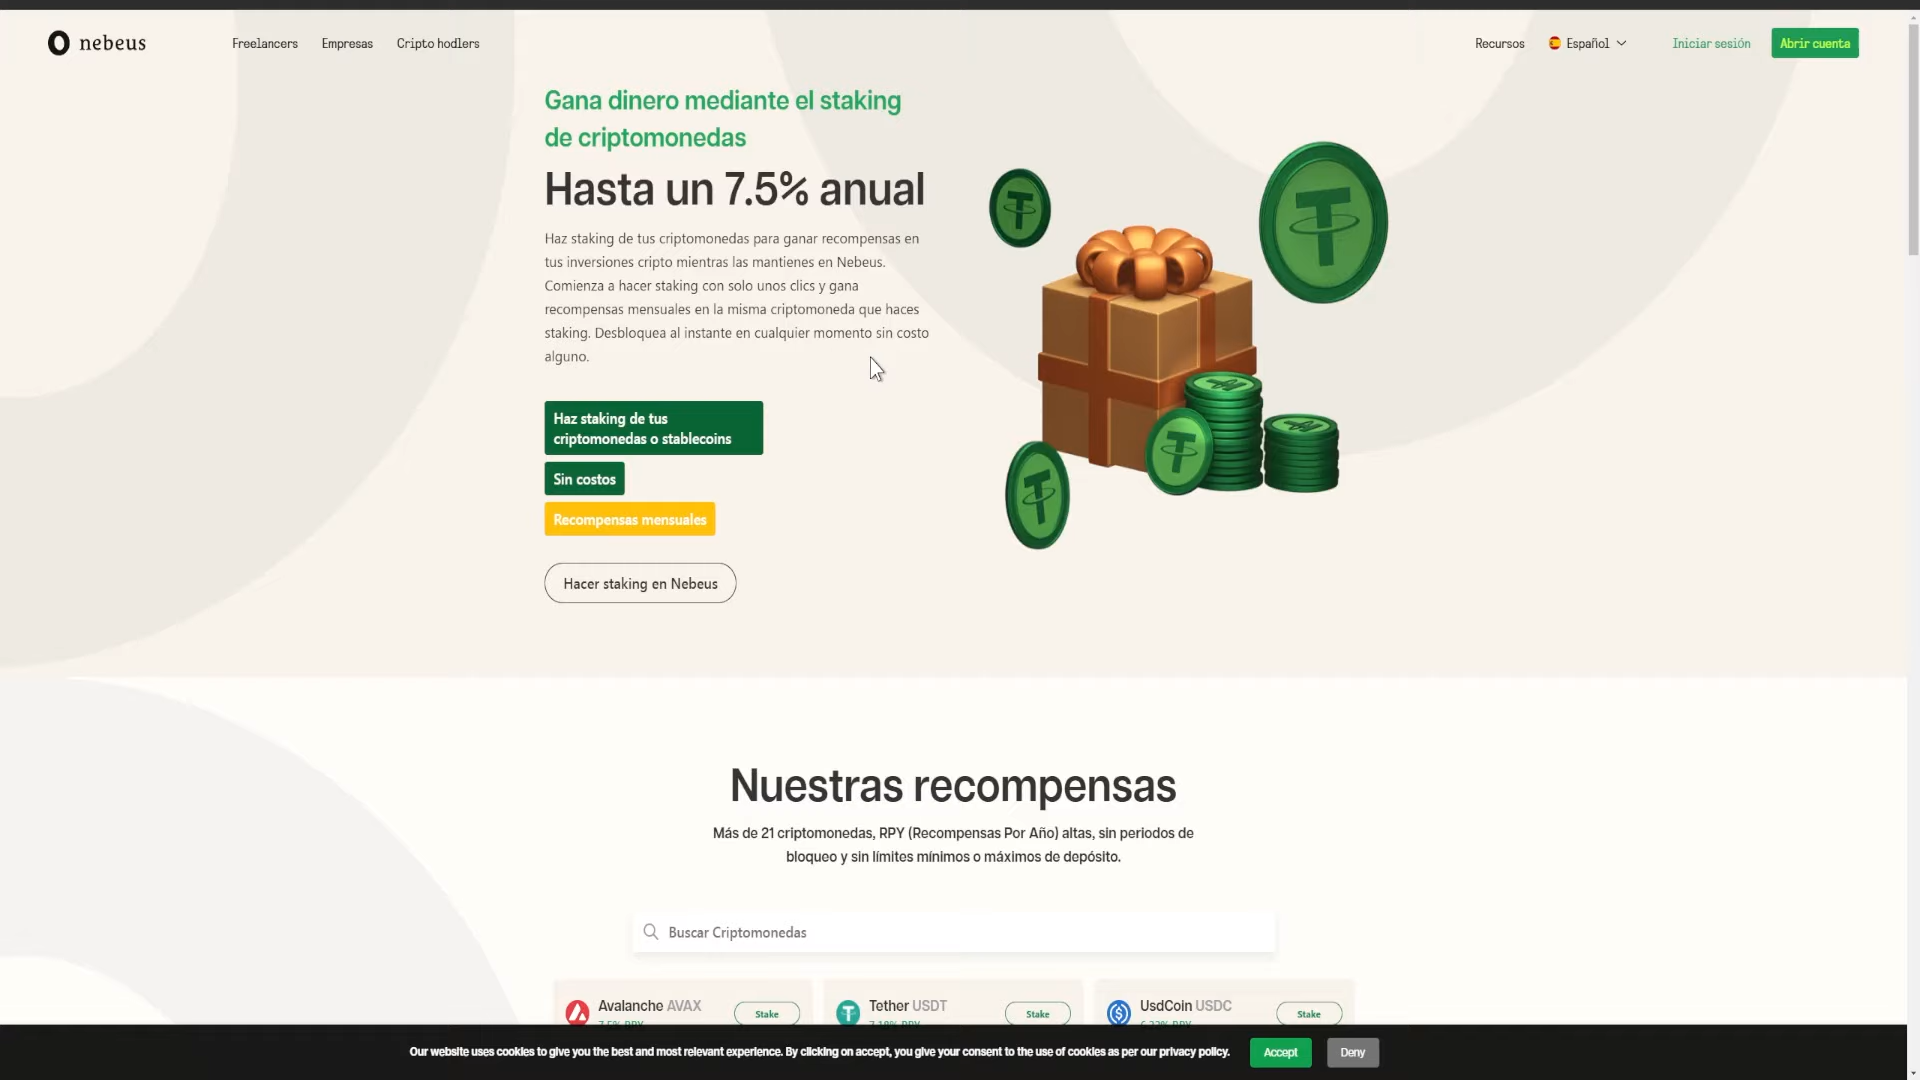 nebeus
Freelancers
Empresas
Cripto hodlers
Recursos
Español
Iniciar sesión
Abrir cuenta
Gana dinero mediante el staking
de criptomonedas
Hasta un 7.5% anual
Haz staking de tus criptomonedas para ganar recompensas en
tus inversiones cripto mientras las mantienes en Nebeus.
Comienza a hacer staking con solo unos clics y gana
recompensas mensuales en la misma criptomoneda que haces
staking. Desbloquea al instante en cualquier momento sin costo
alguno.
Haz staking de tus
criptomonedas o stablecoins
Sin costos
Recompensas mensuales
Hacer staking en Nebeus
Nuestras recompensas
Más de 21 criptomonedas, RPY (Recompensas Por Año) altas, sin periodos de
bloqueo y sin límites mínimos o máximos de depósito.
Buscar Criptomonedas
Avalanche AVAX
Stake
Tether USDT
Stake
UsdCoin USDC
Stake
Our website uses cookies to give you the best and most relevant experience. By clicking on accept, you give your consent to the use of cookies as per our privacy policy.
Accept
Deny